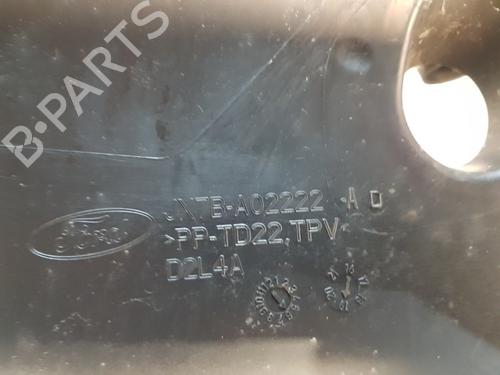 B-PARTS
Ford
JX7B-A02222 A D
>PP-TD22,TPV
D2L4A